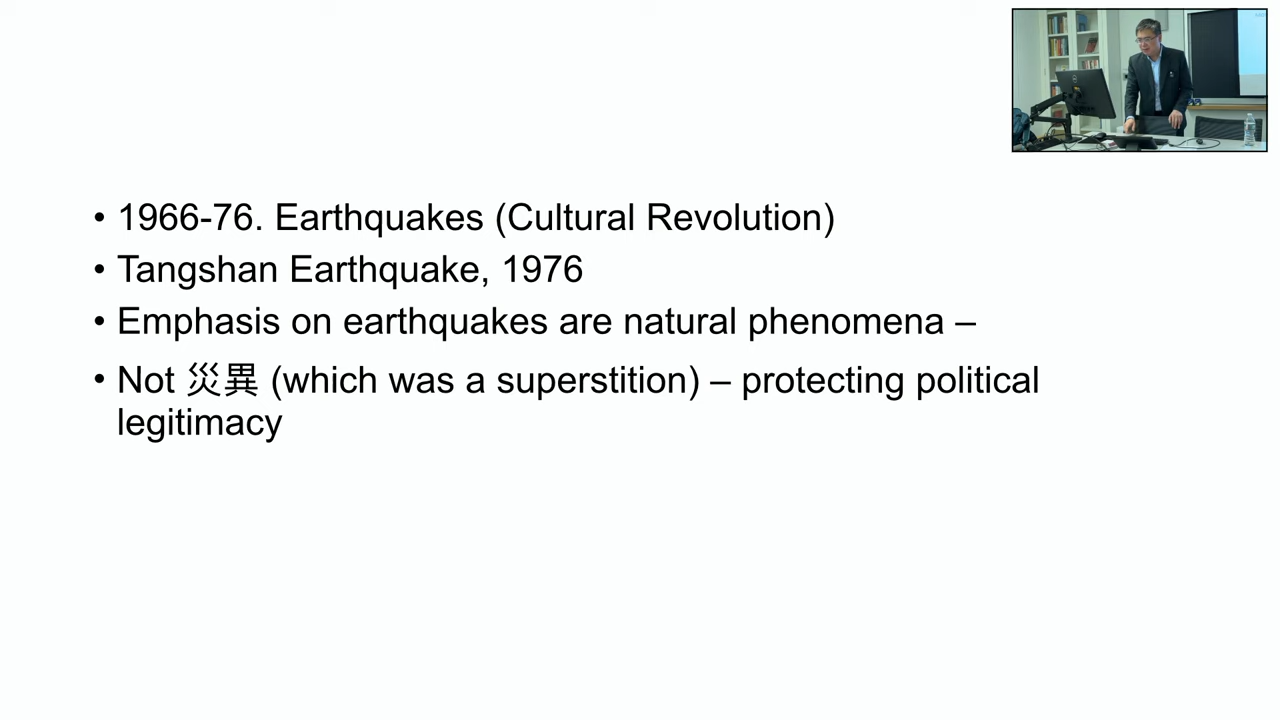 • 1966-76. Earthquakes (Cultural Revolution)
• Tangshan Earthquake, 1976
• Emphasis on earthquakes are natural phenomena –
• Not 災異 (which was a superstition) – protecting political
legitimacy